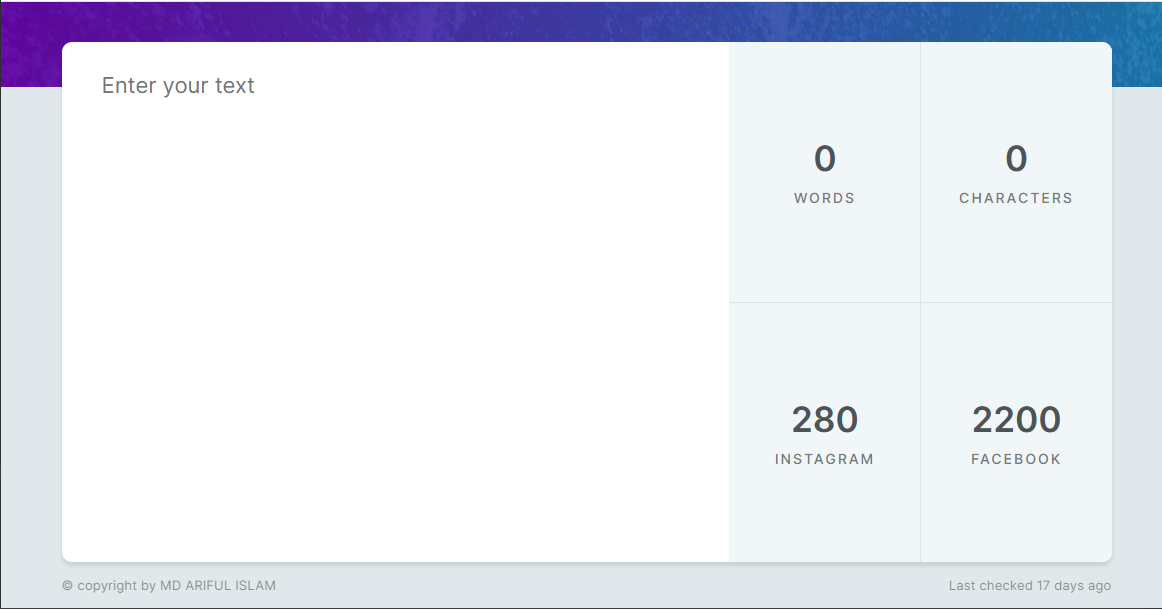 Enter your text
0
WORDS
0
CHARACTERS
280
INSTAGRAM
2200
FACEBOOK
© copyright by MD ARIFUL ISLAM
Last checked 17 days ago